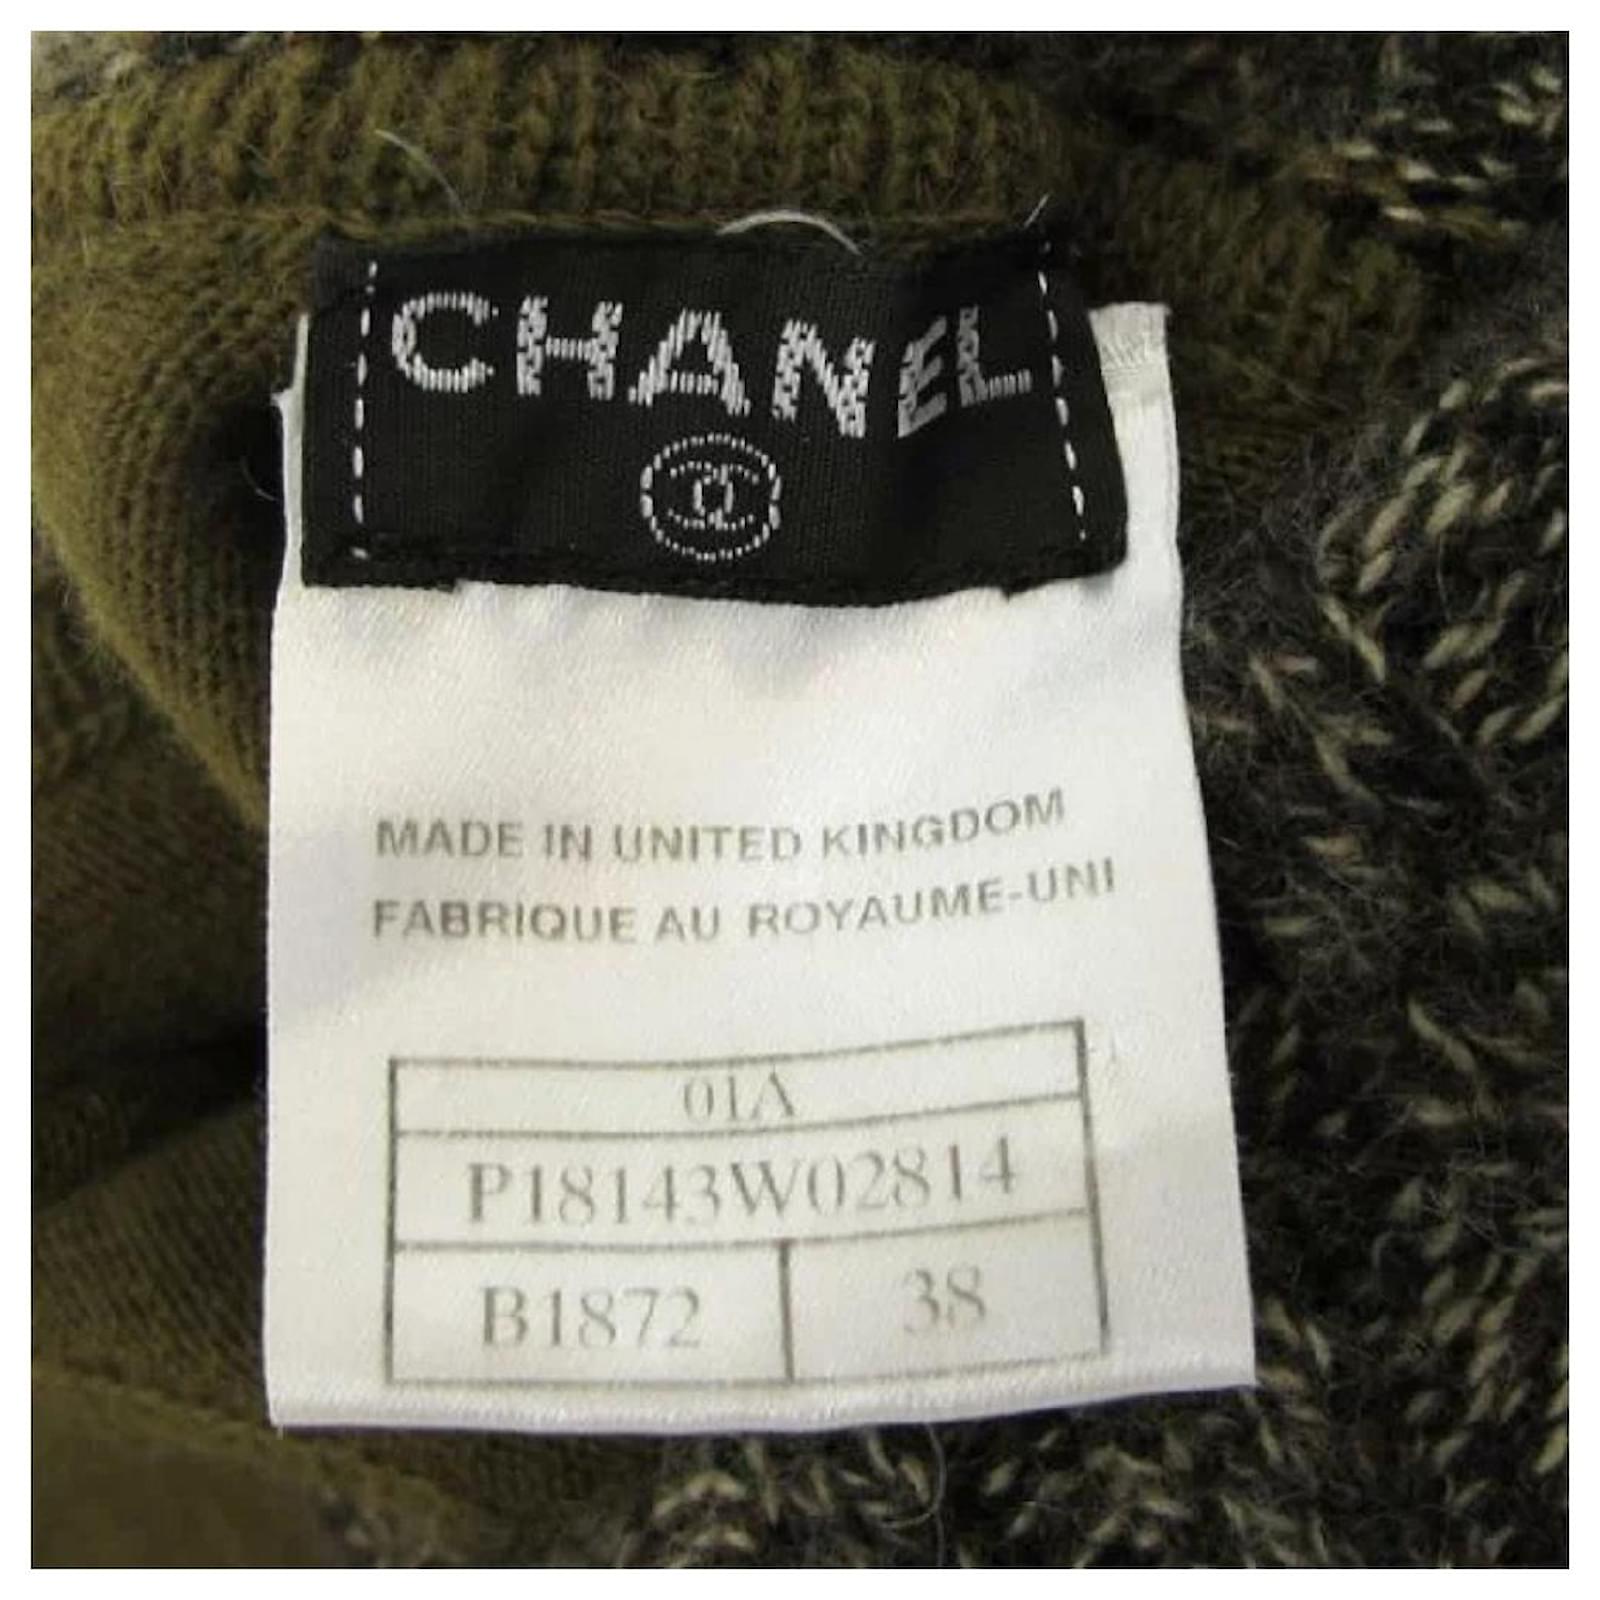 CHANEL
MADE IN UNITED KINGDOM
FABRIQUE AU ROYAUME-UNI
01A
P18143W02814
B1872 38